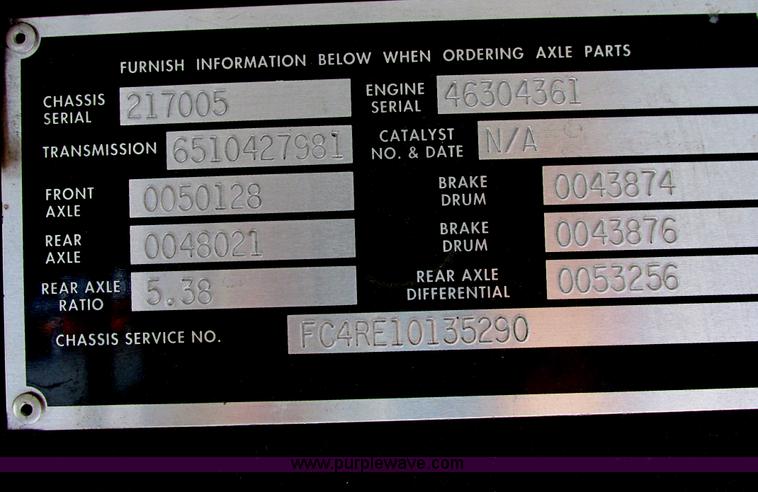 FURNISH INFORMATION BELOW WHEN ORDERING AXLE PARTS
CHASSIS SERIAL 217005
ENGINE SERIAL 46304361
TRANSMISSION 6510427981
CATALYST NO. & DATE N/A
FRONT AXLE 0050128
BRAKE DRUM 0043874
REAR AXLE 0048021
BRAKE DRUM 0043876
REAR AXLE RATIO 5.38
REAR AXLE DIFFERENTIAL 0053256
CHASSIS SERVICE NO. FC4RE10135290
www.purplewave.com